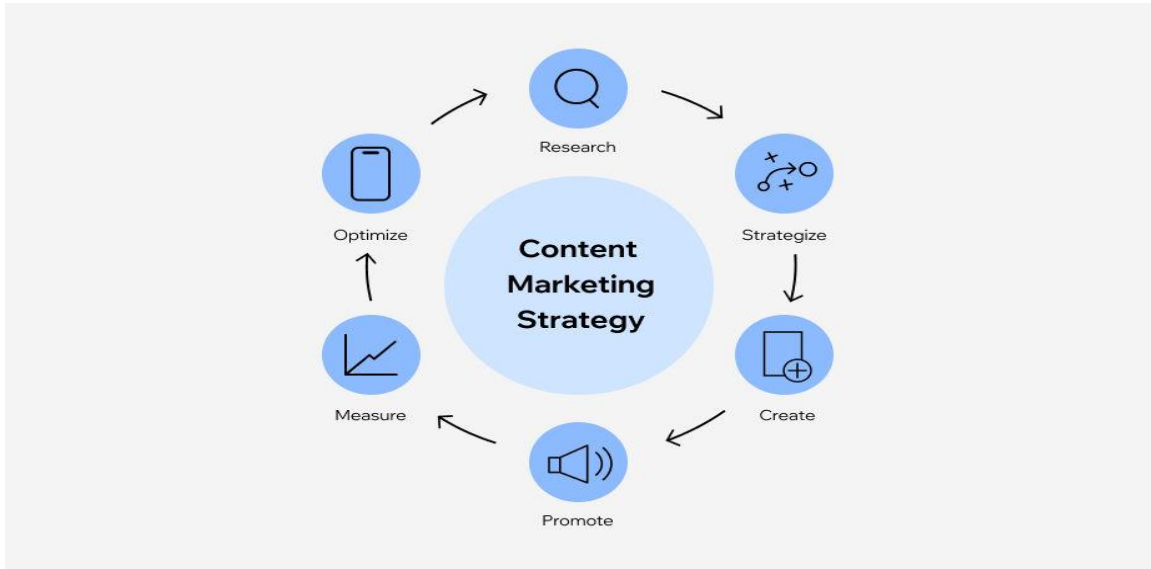 Research
Optimize
Strategize
Content
Marketing
Strategy
Measure
Create
Promote